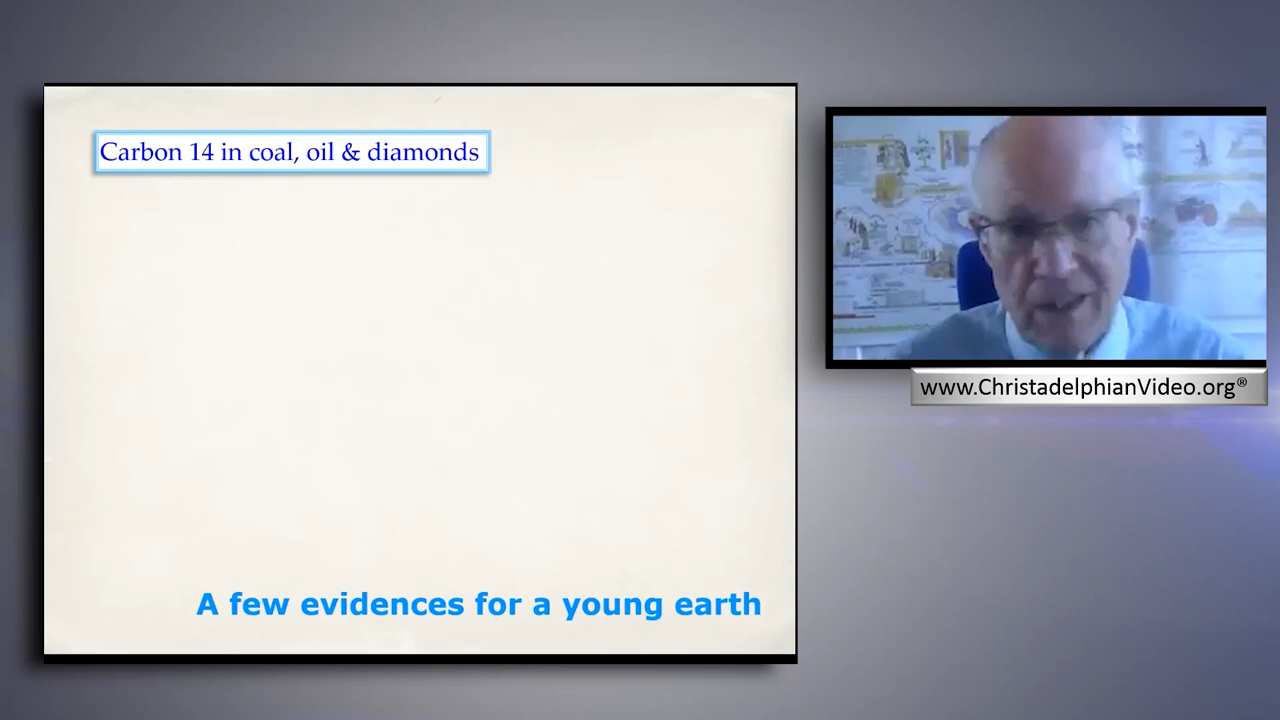 Carbon 14 in coal, oil & diamonds
www.ChristadelphianVideo.org®
A few evidences for a young earth